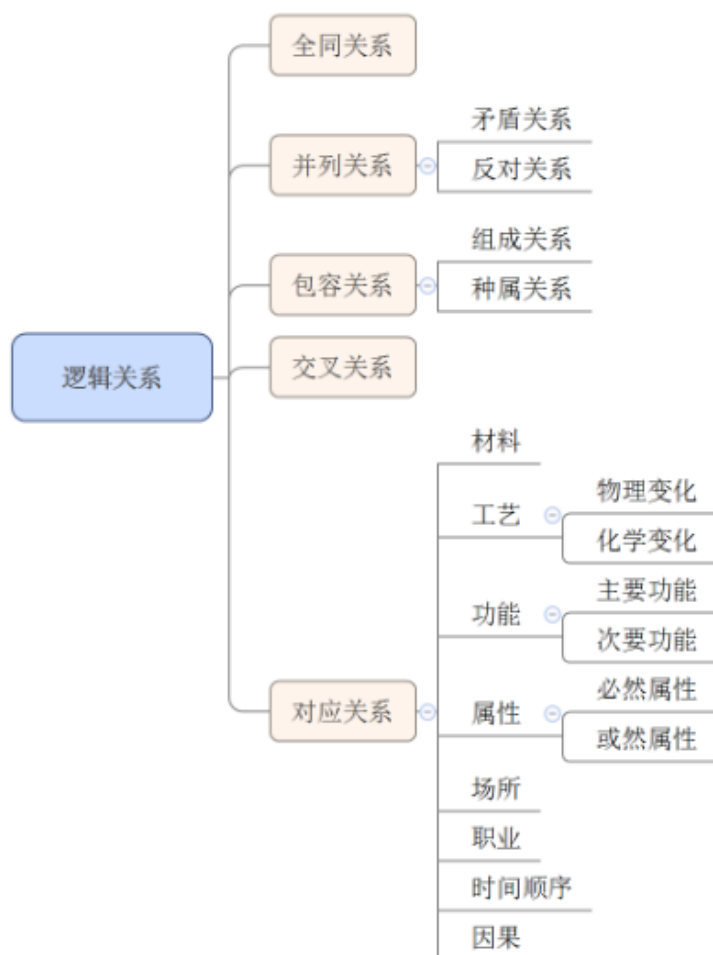 逻辑关系
全同关系
并列关系
矛盾关系
反对关系
包容关系
组成关系
种属关系
交叉关系
对应关系
材料
工艺
物理变化
化学变化
功能
主要功能
次要功能
属性
必然属性
或然属性
场所
职业
时间顺序
因果